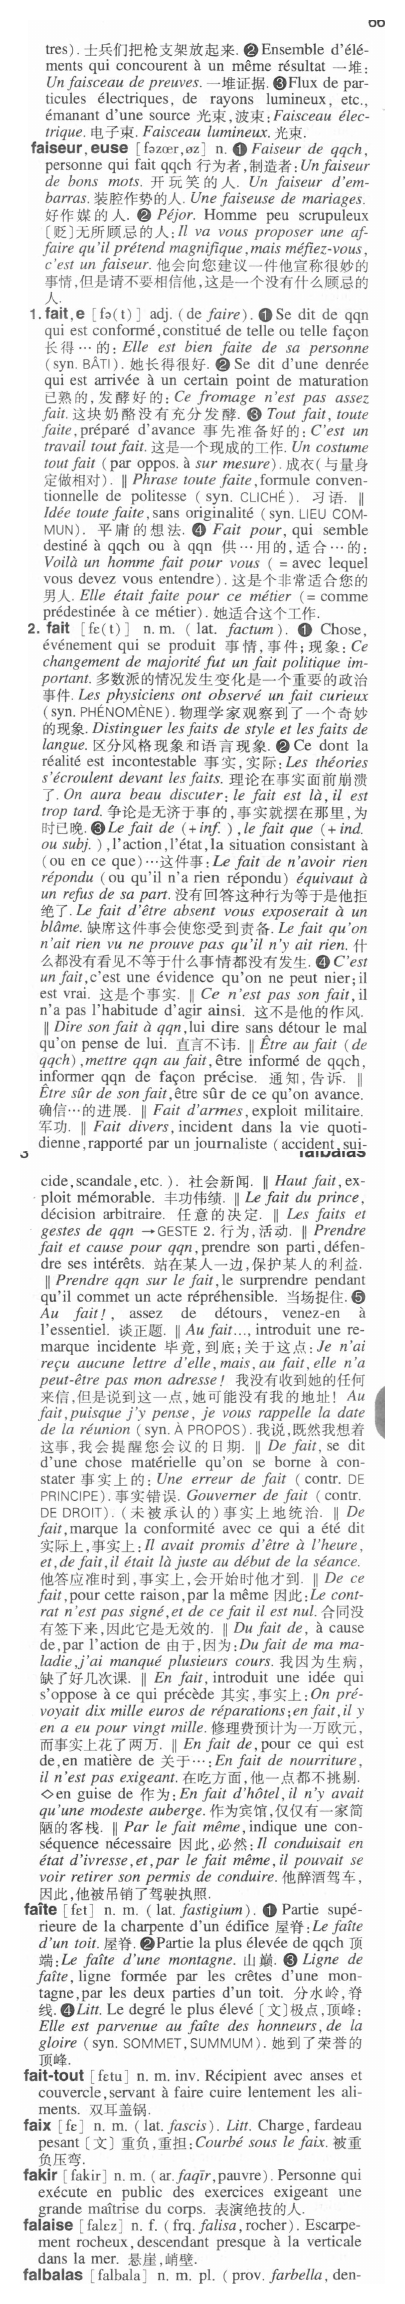 66
tres). 士兵们把枪支架放起来. ❷Ensemble d'élé-
ments qui concourent à un même résultat 一堆:
Un faisceau de preuves. 一堆证据. ❸Flux de par-
ticules électriques, de rayons lumineux, etc.,
émanant d'une source 光束,波束: Faisceau élec-
trique. 电子束. Faisceau lumineux. 光束.
faiseur,euse [fəzœr,øz] n. ❶ Faiseur de qqch,
personne qui fait qqch 行为者,制造者: Un faiseur
de bons mots. 开玩笑的人. Un faiseur d'em-
barras. 装腔作势的人. Une faiseuse de mariages.
好作媒的人. ❷ Péjor. Homme peu scrupuleux
[贬]无所顾忌的人: Il va vous proposer une af-
faire qu'il prétend magnifique,mais méfiez-vous,
c'est un faiseur. 他会向您建议一件他宣称很妙的
事情,但是请不要相信他,这是一个没有什么顾忌的
人.
1. fait,e [fɛ(t)] adj. (de faire). ❶Se dit de qqn
qui est conformé,constitué de telle ou telle façon
长得…的: Elle est bien faite de sa personne
(syn. BÂTI). 她长得很好. ❷Se dit d'une denrée
qui est arrivée à un certain point de maturation
已熟的,发酵好的: Ce fromage n'est pas assez
fait. 这块奶酪没有充分发酵. ❸ Tout fait, toute
faite,préparé d'avance 事先准备好的: C'est un
travail tout fait. 这是一个现成的工作. Un costume
tout fait (par oppos. à sur mesure). 成衣(与量身
定做相对). ‖ Phrase toute faite,formule conven-
tionnelle de politesse (syn. CLICHÉ). 习语. ‖
Idée toute faite,sans originalité (syn. LIEU COM-
MUN). 平庸的想法. ❹ Fait pour, qui semble
destiné à qqch ou à qqn 供…用的,适合…的:
Voilà un homme fait pour vous (=avec lequel
vous devez vous entendre). 这是个非常适合您的
男人. Elle était faite pour ce métier (=comme
prédestinée à ce métier). 她适合这个工作.
2. fait [fɛ(t)] n. m. (lat. factum). ❶ Chose,
événement qui se produit 事情,事件;现象: Ce
changement de majorité fut un fait politique im-
portant. 多数派的情况发生变化是一个重要的政治
事件. Les physiciens ont observé un fait curieux
(syn. PHÉNOMÈNE). 物理学家观察到了一个奇妙
的现象. Distinguer les faits de style et les faits de
langue. 区分风格现象和语言现象. ❷Ce dont la
réalité est incontestable 事实,实际: Les théories
s'écroulent devant les faits. 理论在事实面前崩溃
了. On aura beau discuter: le fait est là, il est
trop tard. 争论是无济于事的,事实就摆在那里,为
时已晚. ❸Le fait de (+inf.),le fait que (+ind.
ou subj.),l'action,l'état,la situation consistant à
(ou en ce que)…这件事: Le fait de n'avoir rien
répondu (ou qu'il n'a rien répondu) équivaut à
un refus de sa part. 没有回答这种行为等于是他拒
绝了. Le fait d'être absent vous exposerait à un
blâme. 缺席这件会使您受到责备. Le fait qu'on
n'ait rien vu ne prouve pas qu'il n'y ait rien. 什
么都没有看见不等于什么事情都没有发生. ❹C'est
un fait,c'est une évidence qu'on ne peut nier;il
est vrai. 这是个事实. ‖ Ce n'est pas son fait,il
n'a pas l'habitude d'agir ainsi. 这不是他的作风.
‖ Dire son fait à qqn,lui dire sans détour le mal
qu'on pense de lui. 直言不讳. ‖ Être au fait (de
qqch),mettre qqn au fait,être informé de qqch,
informer qqn de façon précise. 通知,告诉. ‖
Être sûr de son fait,être sûr de ce qu'on avance.
确信…的进展. ‖ Fait d'armes,exploit militaire.
军功. ‖ Fait divers,incident dans la vie quoti-
dienne,rapporté par un journaliste (accident,sui-
falbalas
cide,scandale,etc.). 社会新闻. ‖ Haut fait,ex-
ploit mémorable. 丰功伟绩. ‖ Le fait du prince,
décision arbitraire. 任意的决定. ‖ Les faits et
gestes de qqn →GESTE 2. 行为,活动. ‖ Prendre
fait et cause pour qqn,prendre son parti,défen-
dre ses intérêts. 站在某人一边,保护某人的利益.
‖ Prendre qqn sur le fait,le surprendre pendant
qu'il commet un acte répréhensible. 当场捉住. ❺
Au fait!, assez de détours, venez-en à
l'essentiel. 谈正题. ‖ Au fait…,introduit une re-
marque incidente 毕竟,到底;关于这点: Je n'ai
reçu aucune lettre d'elle,mais,au fait,elle n'a
peut-être pas mon adresse! 我没有收到她的任何
来信,但是说到这一点,她可能没有我的地址! Au
fait,puisque j'y pense, je vous rappelle la date
de la réunion (syn. À PROPOS). 我说,既然我想着
这事,我会提醒您会议的日期. ‖ De fait, se dit
d'une chose matérielle qu'on se borne à con-
stater 事实上的: Une erreur de fait (contr. DE
PRINCIPE). 事实错误. Gouverner de fait (contr.
DE DROIT). (未被承认的)事实上地统治. ‖ De
fait,marque la conformité avec ce qui a été dit
实际上,事实上: Il avait promis d'être à l'heure,
et,de fait,il était là juste au début de la séance.
他答应准时到,事实上,会开始时他才到. ‖ De ce
fait,pour cette raison,par la même 因此: Le cont-
rat n'est pas signé,et de ce fait il est nul. 合同没
有签下来,因此它是无效的. ‖ Du fait de, à cause
de,par l'action de 由于,因为: Du fait de ma ma-
ladie,j'ai manqué plusieurs cours. 我因为生病,
缺了好几次课. ‖ En fait, introduit une idée qui
s'oppose à ce qui précède 其实,事实上: On pré-
voyait dix mille euros de réparations;en fait,il y
en a eu pour vingt mille. 修理费预计为一万欧元,
而事实上花了两万. ‖ En fait de,pour ce qui est
de,en matière de 关于…: En fait de nourriture,
il n'est pas exigeant. 在吃方面,他一点都不挑剔.
◇en guise de 作为: En fait d'hôtel,il n'y avait
qu'une modeste auberge. 作为宾馆,仅仅有一家简
陋的客栈. ‖ Par le fait même,indique une con-
séquence nécessaire 因此,必然: Il conduisait en
état d'ivresse,et,par le fait même,il pouvait se
voir retirer son permis de conduire. 他醉酒驾车,
因此,他被吊销了驾驶执照.
faîte [fɛt] n. m. (lat. fastigium). ❶ Partie supé-
rieure de la charpente d'un édifice 屋脊: Le faîte
d'un toit. 屋脊. ❷Partie la plus élevée de qqch 顶
端: Le faîte d'une montagne. 山巅. ❸ Ligne de
faîte,ligne formée par les crêtes d'une mon-
tagne,par les deux parties d'un toit. 分水岭,脊
线. ❹Litt. Le degré le plus élevé [文]极点,顶峰:
Elle est parvenue au faîte des honneurs, de la
gloire (syn. SOMMET,SUMMUM). 她到了荣誉的
顶峰.
fait-tout [fɛtu] n. m. inv. Récipient avec anses et
couvercle,servant à faire cuire lentement les ali-
ments. 双耳盖锅.
faix [fɛ] n. m. (lat. fascis). Litt. Charge, fardeau
pesant [文] 重负,重担: Courbé sous le faix. 被重
负压弯.
fakir [fakir] n. m. (ar. faqīr,pauvre). Personne qui
exécute en public des exercices exigeant une
grande maîtrise du corps. 表演绝技的人.
falaise [falɛz] n. f. (frq. falisa,rocher). Escarpe-
ment rocheux,descendant presque à la verticale
dans la mer. 悬崖,峭壁.
falbalas [falbala] n. m. pl. (prov. farbella, den-